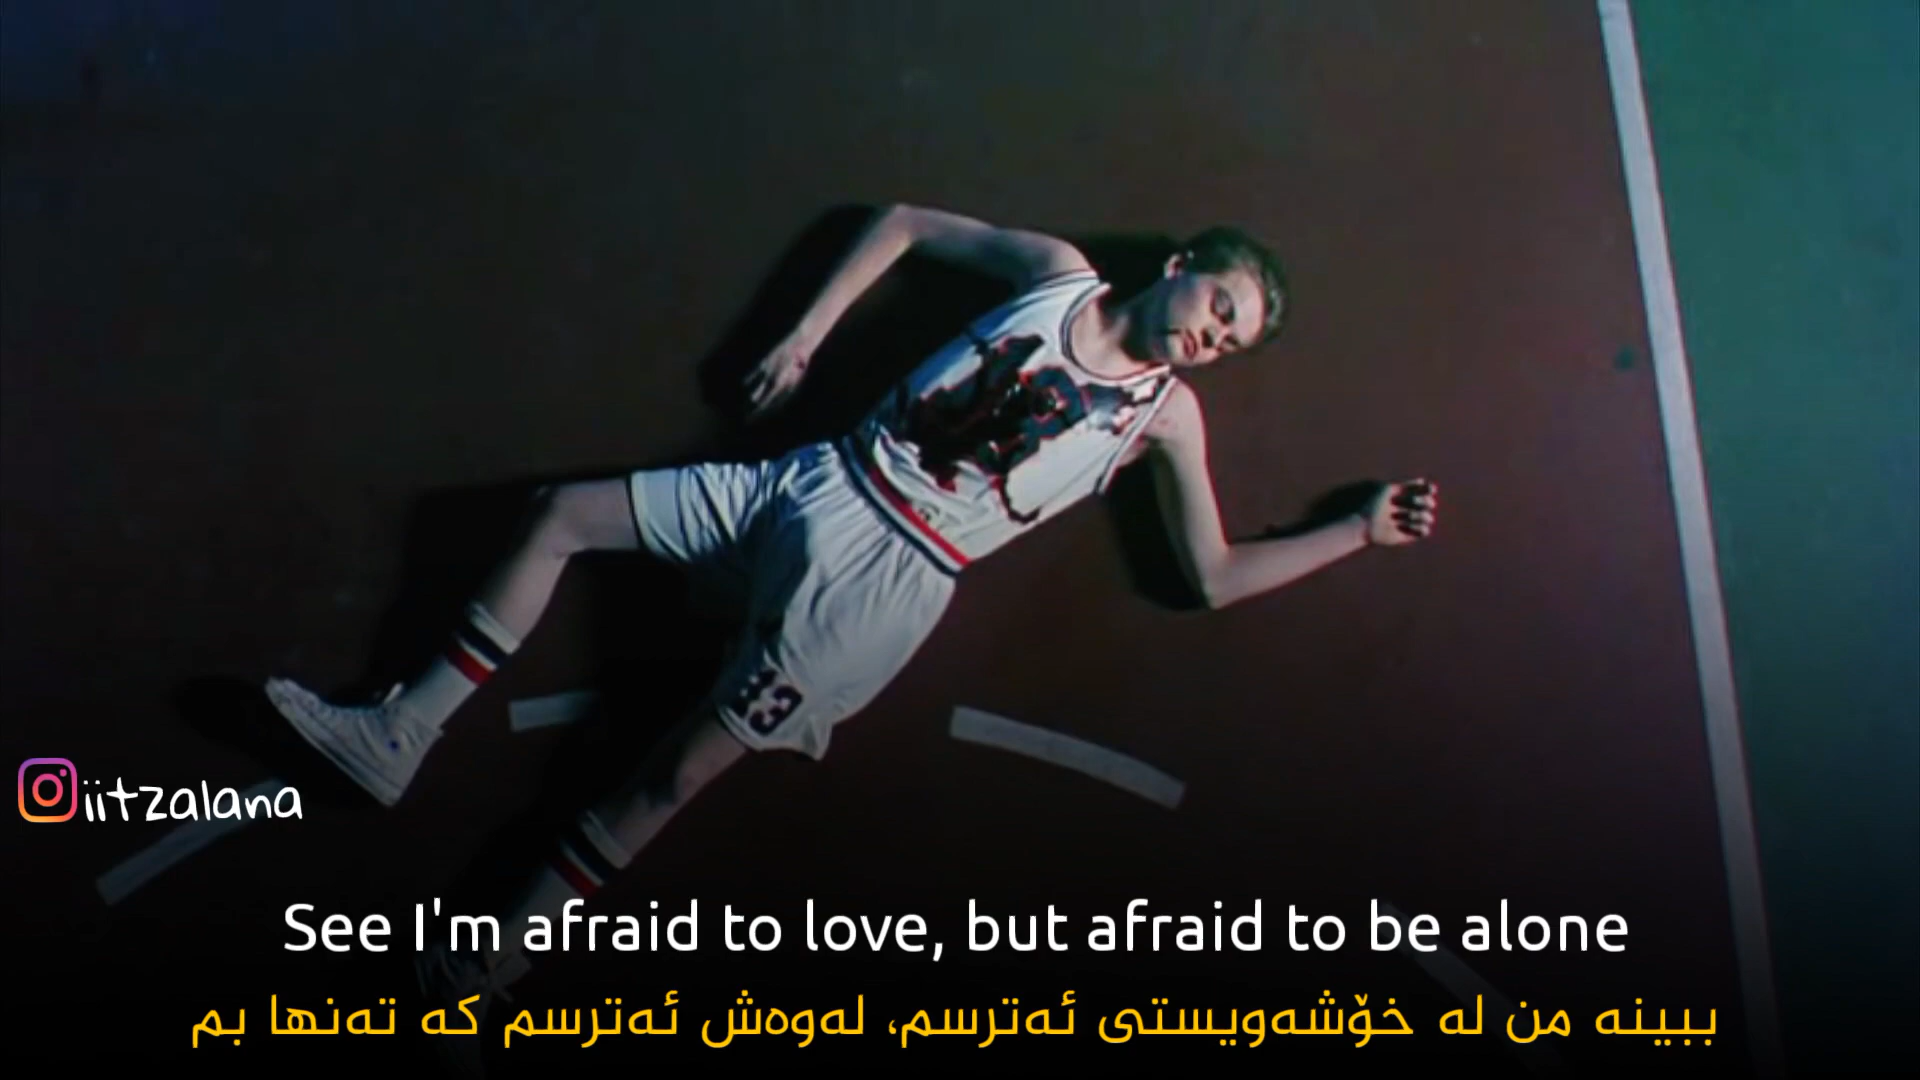 iitzalana
See I'm afraid to love, but afraid to be alone
ببینە من لە خۆشەویستی ئەترسم، لەوەش ئەترسم کە تەنها بم